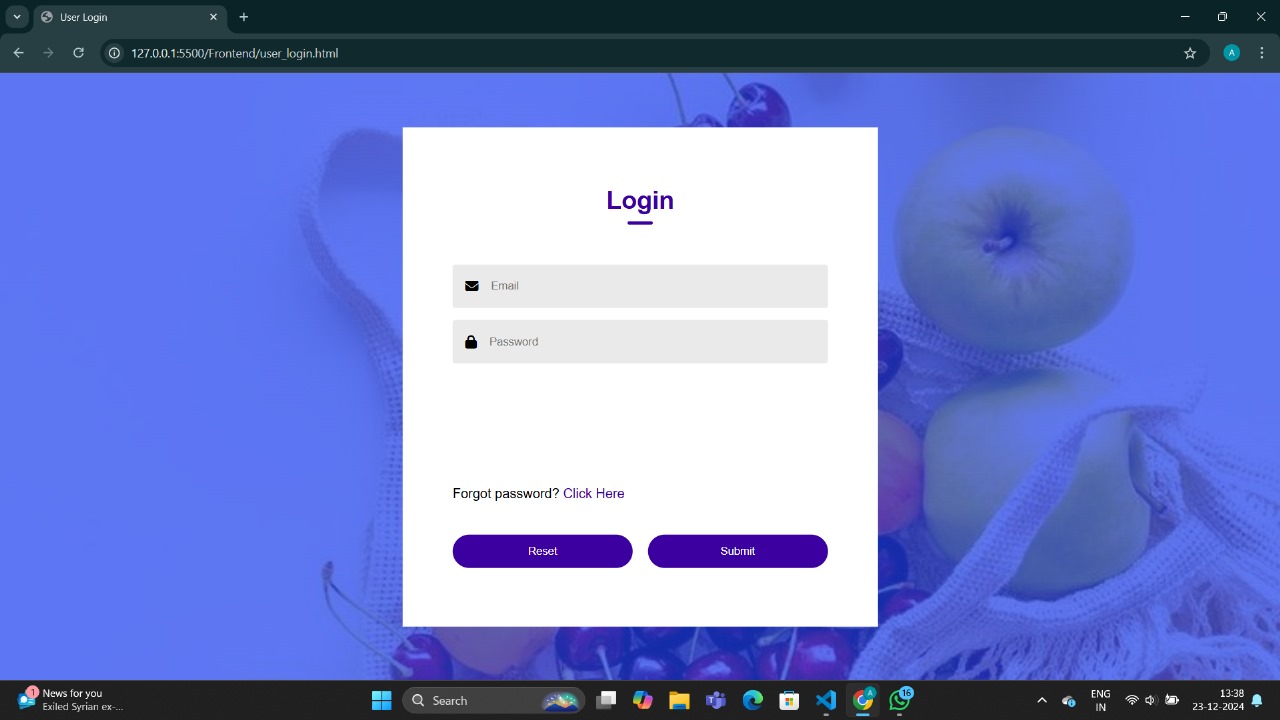 User Login
127.0.0.1:5500/Frontend/user_login.html
A
Login
Email
Password
Forgot password? Click Here
Reset Submit
1
News for you
Exiled Syrian ex-...
Search
A
16
ENG
IN
13:38
23-12-2024